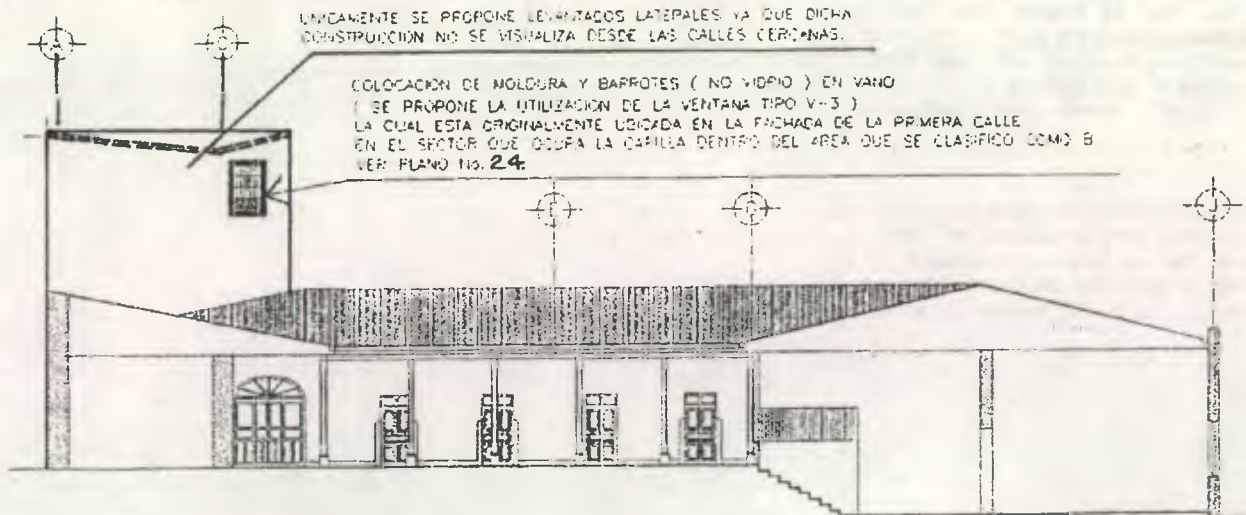 UNICAMENTE SE PROPONE LEVANTADOS LATERALES YA QUE DICHA
CONSTRUCCION NO SE VISUALIZA DESDE LAS CALLES CERCANAS.
COLOCACION DE MOLDURA Y BARROTES ( NO VIDRIO ) EN VANO
( SE PROPONE LA UTILIZACION DE LA VENTANA TIPO V-3 )
LA CUAL ESTA ORIGINALMENTE UBICADA EN LA FACHADA DE LA PRIMERA CALLE
EN EL SECTOR QUE OCUPA LA CAPILLA DENTRO DEL AREA QUE SE CLASIFICO COMO B
VER PLANO No. 24.
A
C
J